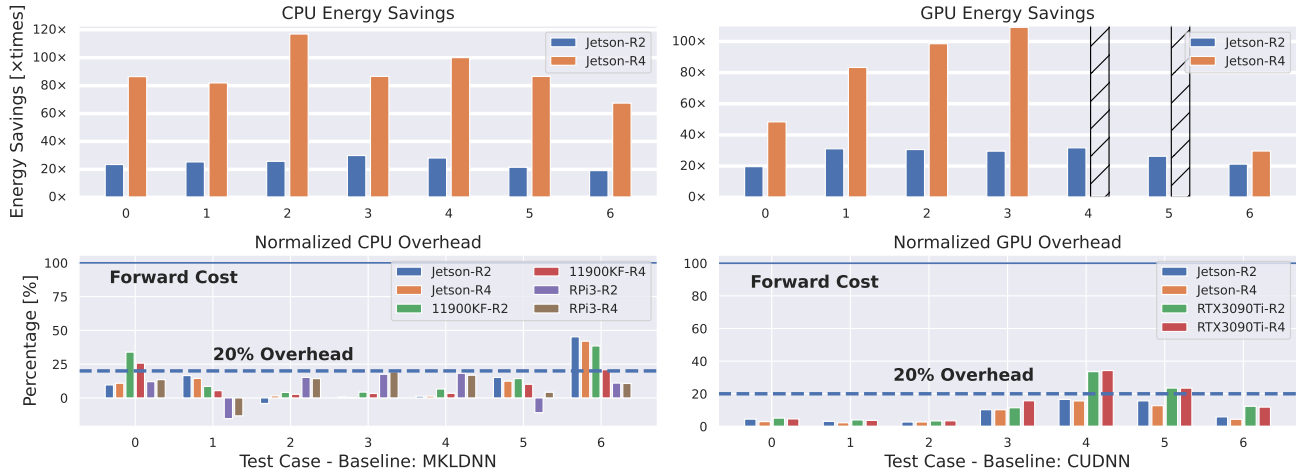 CPU Energy Savings
Energy Savings [×times]
120×
100×
80×
60×
40×
20×
0×
Jetson-R2
Jetson-R4
0 1 2 3 4 5 6
GPU Energy Savings
100×
80×
60×
40×
20×
0×
Jetson-R2
Jetson-R4
0 1 2 3 4 5 6
Normalized CPU Overhead
Percentage [%]
100
75
50
25
0
Forward Cost
20% Overhead
Jetson-R2
Jetson-R4
11900KF-R2
11900KF-R4
RPi3-R2
RPi3-R4
0 1 2 3 4 5 6
Test Case - Baseline: MKLDNN
Normalized GPU Overhead
100
80
60
40
20
0
Forward Cost
20% Overhead
Jetson-R2
Jetson-R4
RTX3090Ti-R2
RTX3090Ti-R4
0 1 2 3 4 5 6
Test Case - Baseline: CUDNN